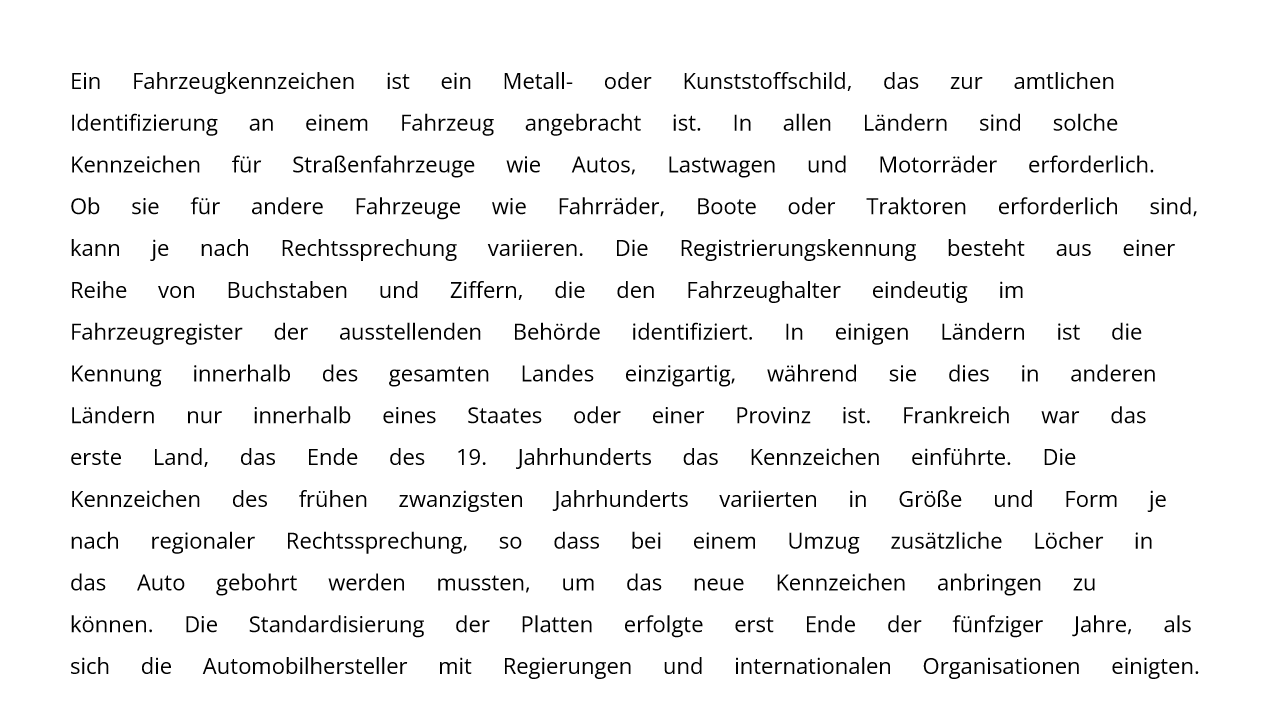 Ein Fahrzeugkennzeichen ist ein Metall- oder Kunststoffschild, das zur amtlichen
Identifizierung an einem Fahrzeug angebracht ist. In allen Ländern sind solche
Kennzeichen für Straßenfahrzeuge wie Autos, Lastwagen und Motorräder erforderlich.
Ob sie für andere Fahrzeuge wie Fahrräder, Boote oder Traktoren erforderlich sind,
kann je nach Rechtssprechung variieren. Die Registrierungskennung besteht aus einer
Reihe von Buchstaben und Ziffern, die den Fahrzeughalter eindeutig im
Fahrzeugregister der ausstellenden Behörde identifiziert. In einigen Ländern ist die
Kennung innerhalb des gesamten Landes einzigartig, während sie dies in anderen
Ländern nur innerhalb eines Staates oder einer Provinz ist. Frankreich war das
erste Land, das Ende des 19. Jahrhunderts das Kennzeichen einführte. Die
Kennzeichen des frühen zwanzigsten Jahrhunderts variierten in Größe und Form je
nach regionaler Rechtssprechung, so dass bei einem Umzug zusätzliche Löcher in
das Auto gebohrt werden mussten, um das neue Kennzeichen anbringen zu
können. Die Standardisierung der Platten erfolgte erst Ende der fünfziger Jahre, als
sich die Automobilhersteller mit Regierungen und internationalen Organisationen einigten.